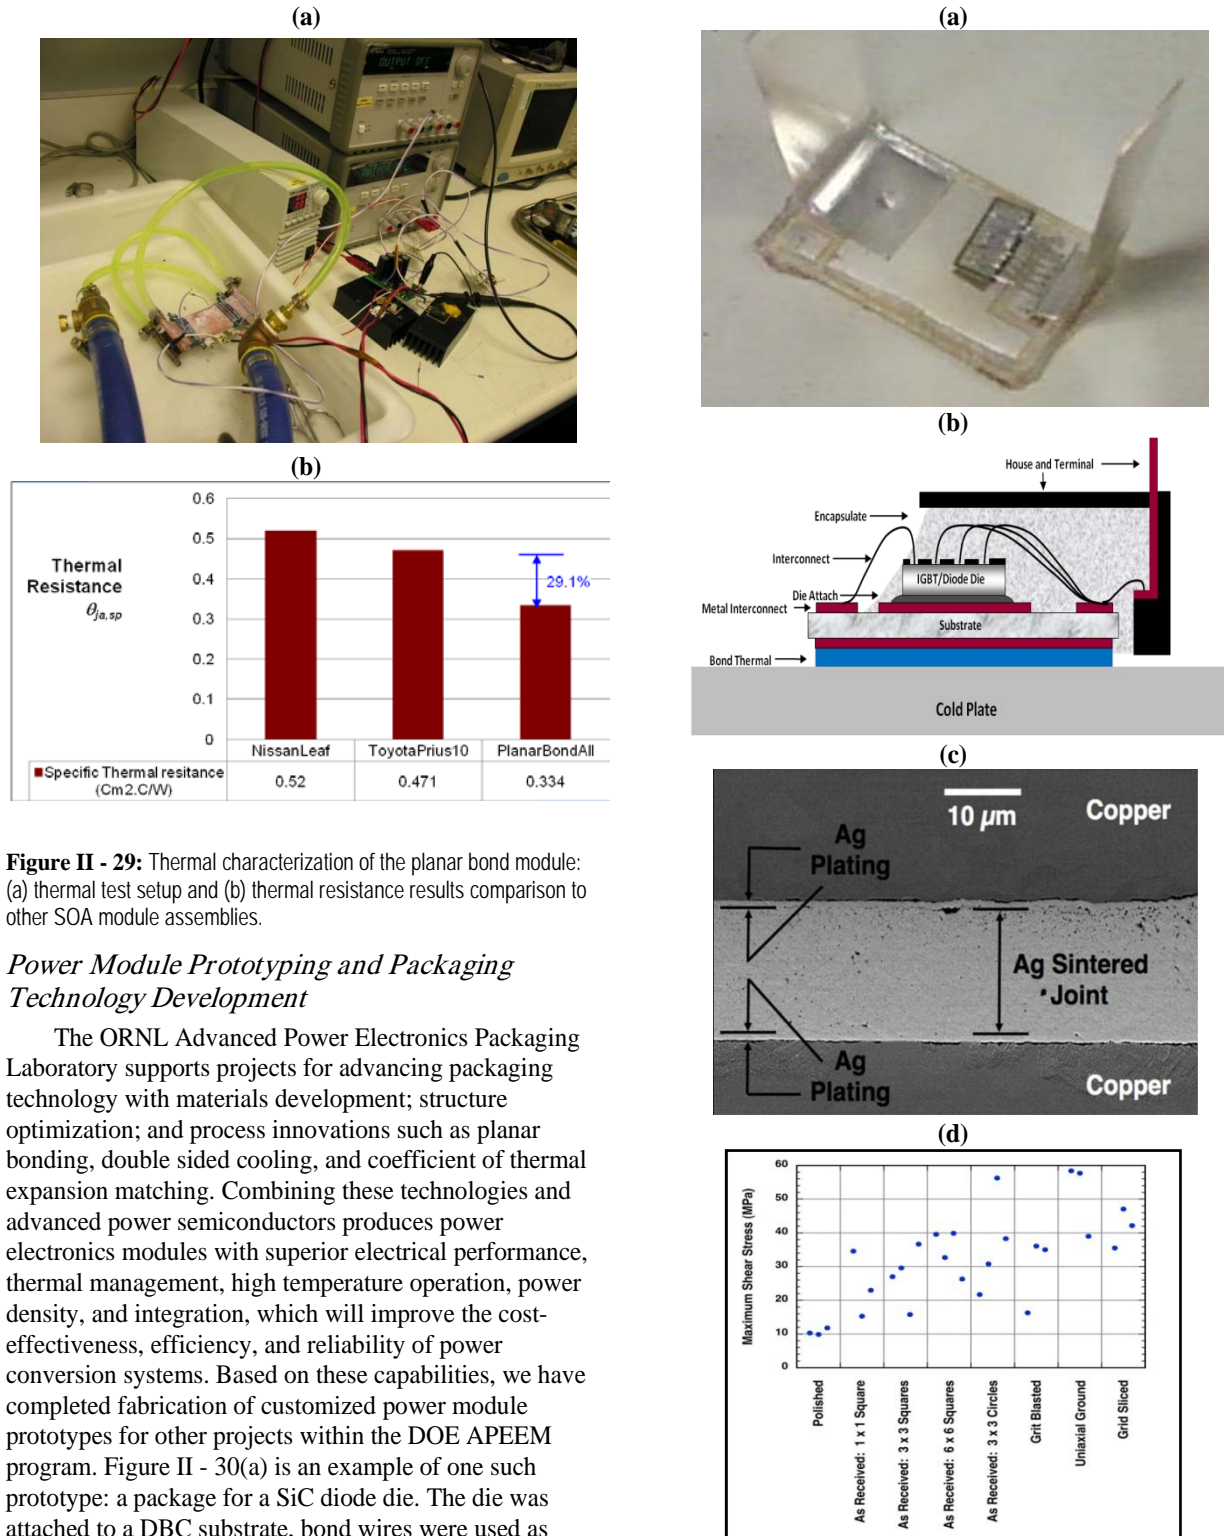 (a)
OUTPUT OFF
(b)
0.6
0.5
0.4
0.3
0.2
0.1
0
Thermal
Resistance
θja,sp
29.1%
NissanLeaf ToyotaPrius10 PlanarBondAll
Specific Thermal resitance
(Cm2.C/W)
0.52 0.471 0.334
Figure II - 29: Thermal characterization of the planar bond module:
(a) thermal test setup and (b) thermal resistance results comparison to
other SOA module assemblies.
Power Module Prototyping and Packaging
Technology Development
The ORNL Advanced Power Electronics Packaging
Laboratory supports projects for advancing packaging
technology with materials development; structure
optimization; and process innovations such as planar
bonding, double sided cooling, and coefficient of thermal
expansion matching. Combining these technologies and
advanced power semiconductors produces power
electronics modules with superior electrical performance,
thermal management, high temperature operation, power
density, and integration, which will improve the cost-
effectiveness, efficiency, and reliability of power
conversion systems. Based on these capabilities, we have
completed fabrication of customized power module
prototypes for other projects within the DOE APEEM
program. Figure II - 30(a) is an example of one such
prototype: a package for a SiC diode die. The die was
attached to a DBC substrate, bond wires were used as
(a)
(b)
House and Terminal
Encapsulate
Interconnect
IGBT/Diode Die
Die Attach
Metal Interconnect
Substrate
Bond Thermal
Cold Plate
(c)
10 µm
Copper
Ag
Plating
Ag Sintered
Joint
Ag
Plating
Copper
(d)
Maximum Shear Stress (MPa)
60
50
40
30
20
10
0
Polished
As Received: 1 x 1 Square
As Received: 3 x 3 Squares
As Received: 6 x 6 Squares
As Received: 3 x 3 Circles
Grit Blasted
Uniaxial Ground
Grid Sliced